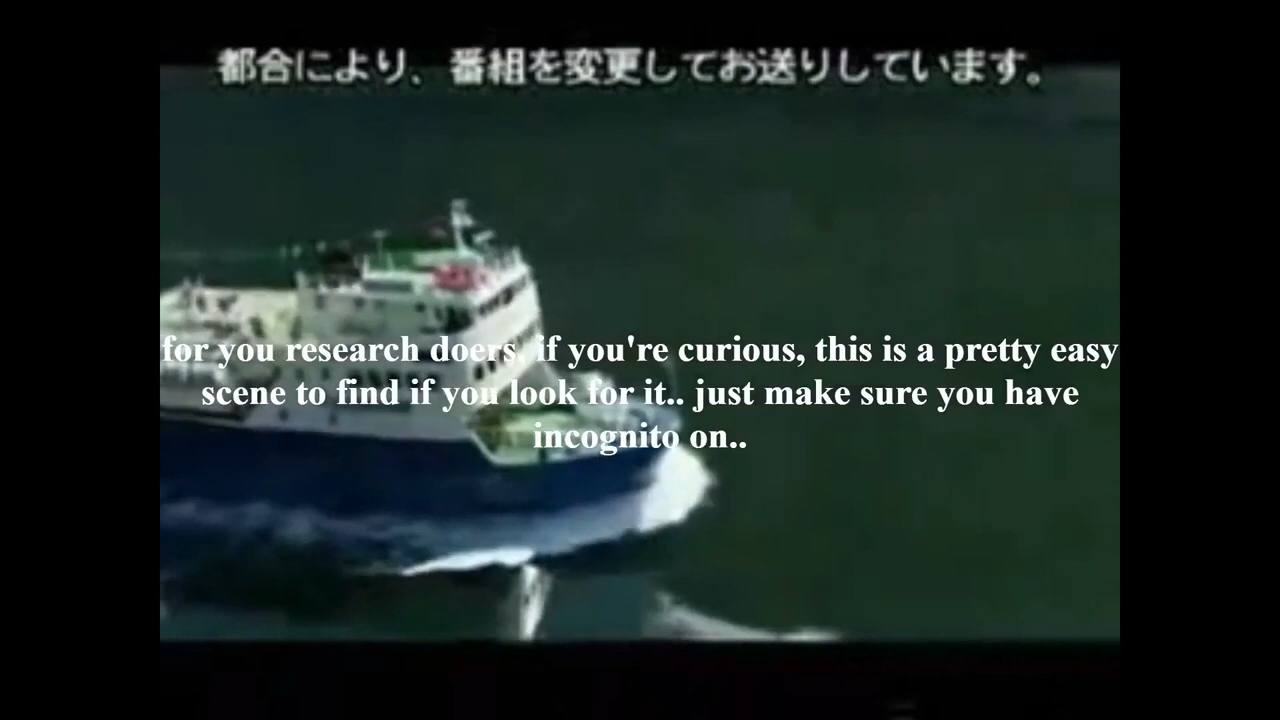 都合により、番組を変更してお送りしています。
for you research doers, if you're curious, this is a pretty easy
scene to find if you look for it.. just make sure you have
incognito on..